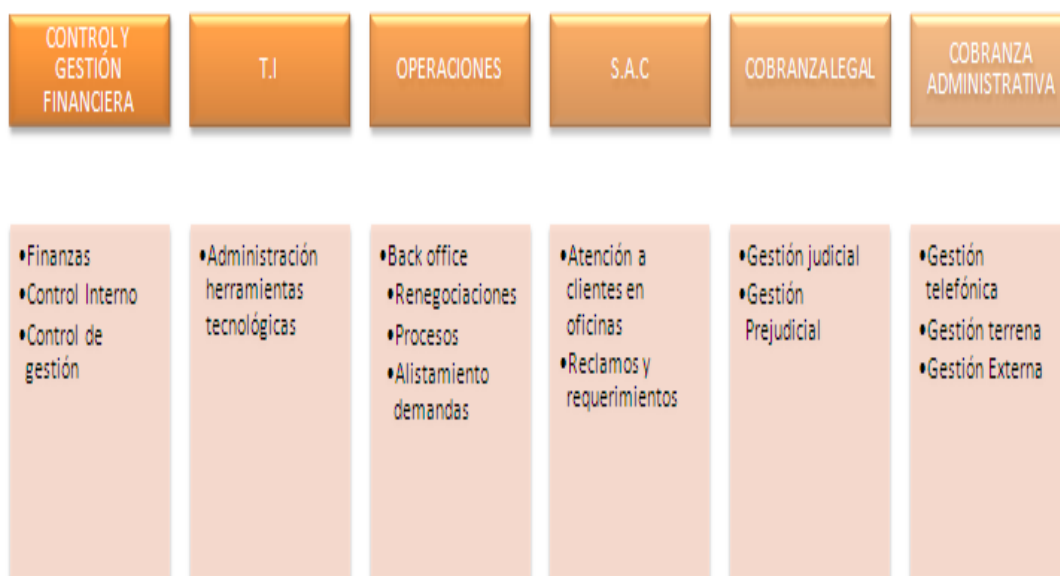 CONTROL Y
GESTIÓN
FINANCIERA
T.I
OPERACIONES
S.A.C
COBRANZA LEGAL
COBRANZA
ADMINISTRATIVA
•Finanzas
•Control Interno
•Control de
gestión
•Administración
herramientas
tecnológicas
•Back office
•Renegociaciones
•Procesos
•Alistamiento
demandas
•Atención a
clientes en
oficinas
•Reclamos y
requerimientos
•Gestión judicial
•Gestión
Prejudicial
•Gestión
telefónica
•Gestión terrena
•Gestión Externa